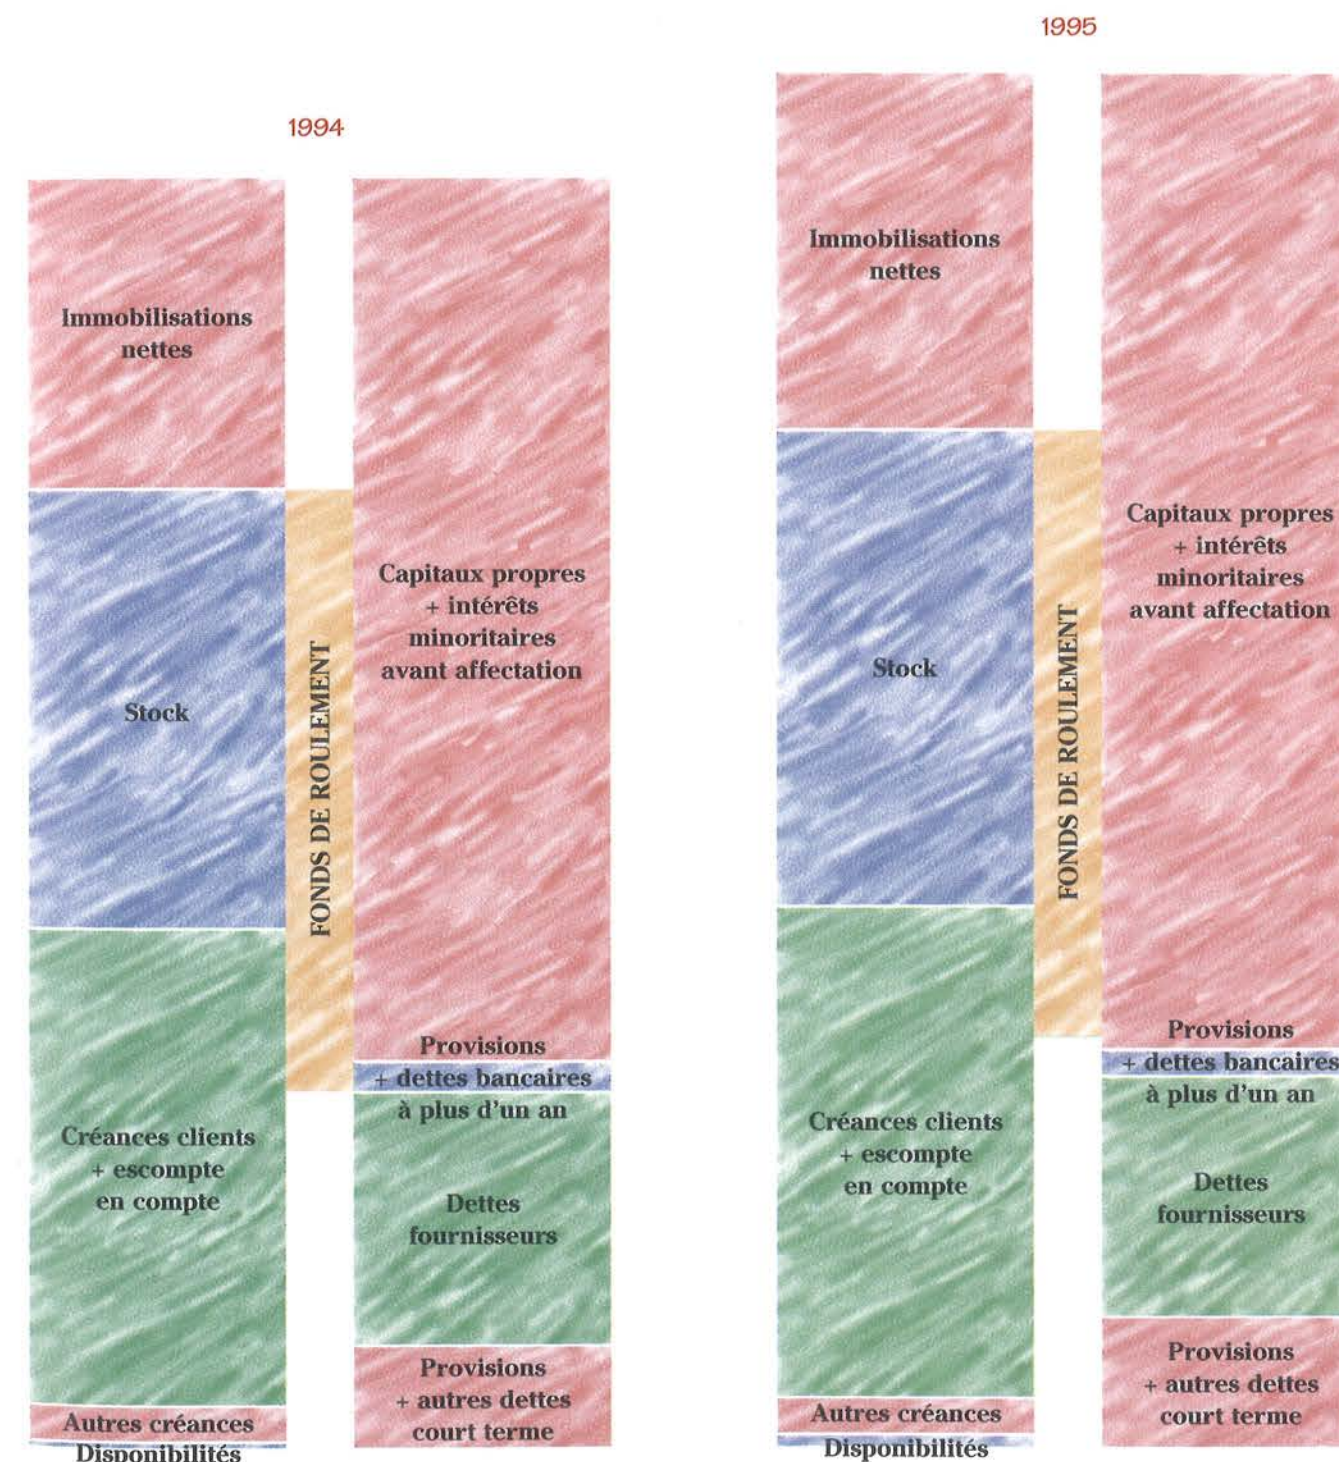 1994
Immobilisations
nettes
Stock
Créances clients
+ escompte
en compte
Autres créances
Disponibilités
FONDS DE ROULEMENT
Capitaux propres
+ intérêts
minoritaires
avant affectation
Provisions
+ dettes bancaires
à plus d'un an
Dettes
fournisseurs
Provisions
+ autres dettes
court terme
1995
Immobilisations
nettes
Stock
Créances clients
+ escompte
en compte
Autres créances
Disponibilités
FONDS DE ROULEMENT
Capitaux propres
+ intérêts
minoritaires
avant affectation
Provisions
+ dettes bancaires
à plus d'un an
Dettes
fournisseurs
Provisions
+ autres dettes
court terme